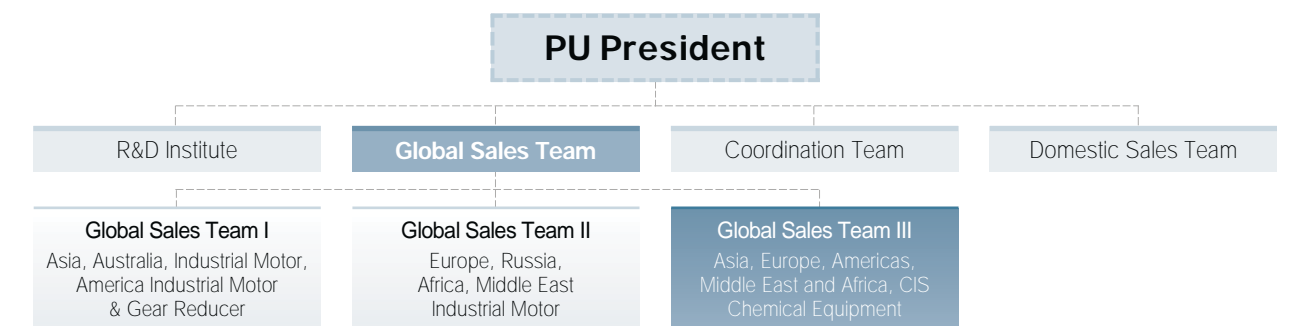 PU President
R&D Institute
Global Sales Team
Coordination Team
Domestic Sales Team
Global Sales Team I
Asia, Australia, Industrial Motor,
America Industrial Motor
& Gear Reducer
Global Sales Team II
Europe, Russia,
Africa, Middle East
Industrial Motor
Global Sales Team III
Asia, Europe, Americas,
Middle East and Africa, CIS
Chemical Equipment